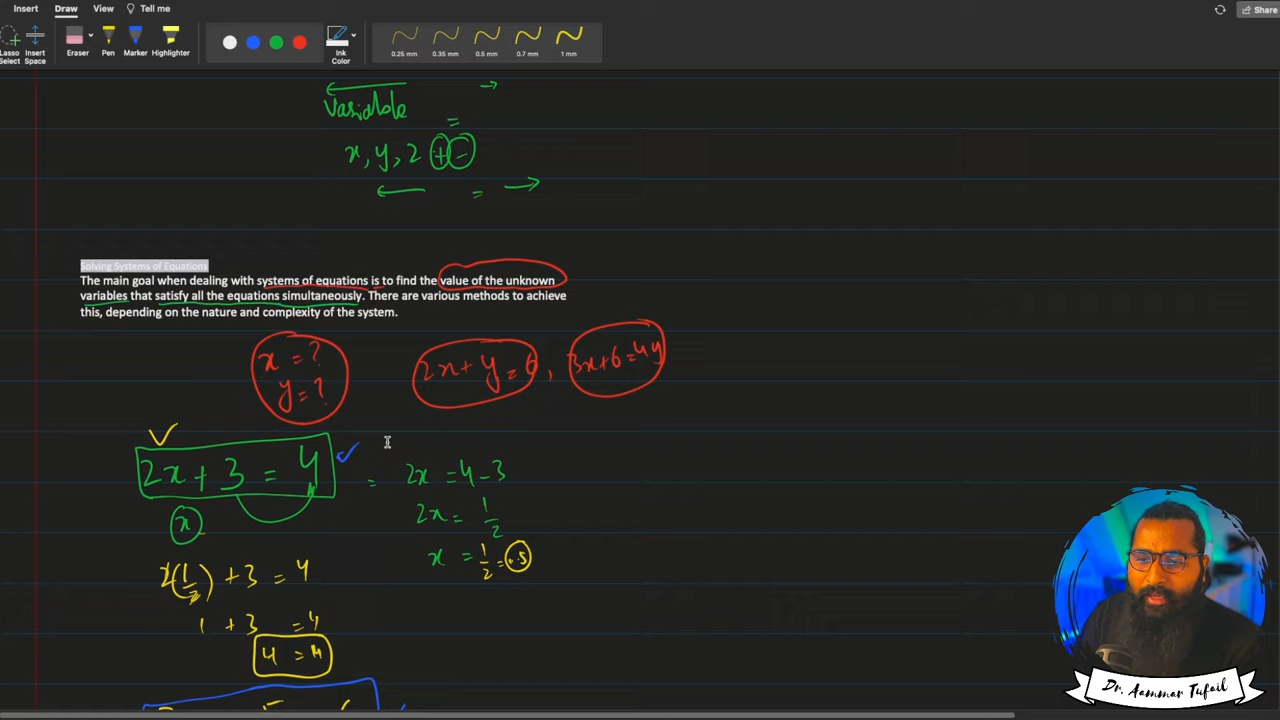 Insert Draw View Tell me Share
Lasso Select Insert Space Eraser Pen Marker Highlighter Ink Color 0.25 mm 0.35 mm 0.5 mm 0.7 mm 1 mm
Variable
=
x, y, 2 + -
=
Solving Systems of Equations
The main goal when dealing with systems of equations is to find the value of the unknown
variables that satisfy all the equations simultaneously. There are various methods to achieve
this, depending on the nature and complexity of the system.
x = ?
y = ?
2x + y = 6, 3x + 6 = 4y
2x + 3 = 4
= 2x = 4 - 3
x
2x = 1/2
x = 1/2 = 0.5
2(1/2) + 3 = 4
1 + 3 = 4
4 = 4
Dr. Aammar Tufail